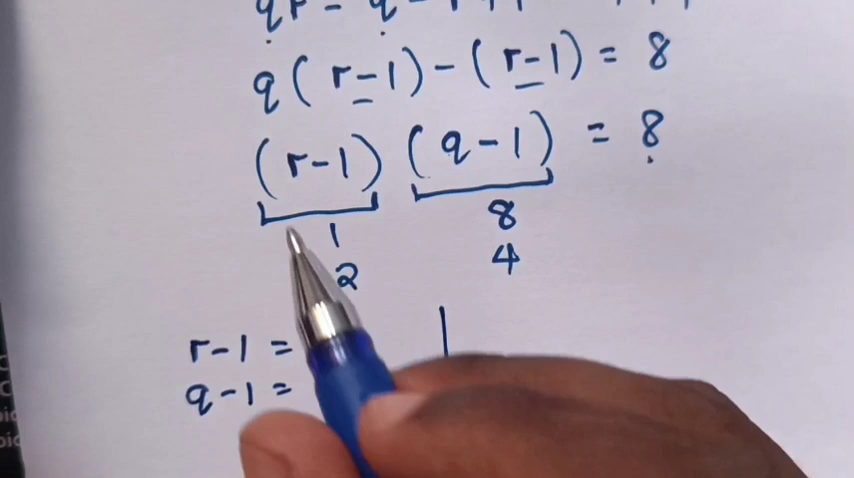 q(r-1)-(r-1)=8
(r-1)(q-1)=8
1 8
2 4
r-1=
q-1=